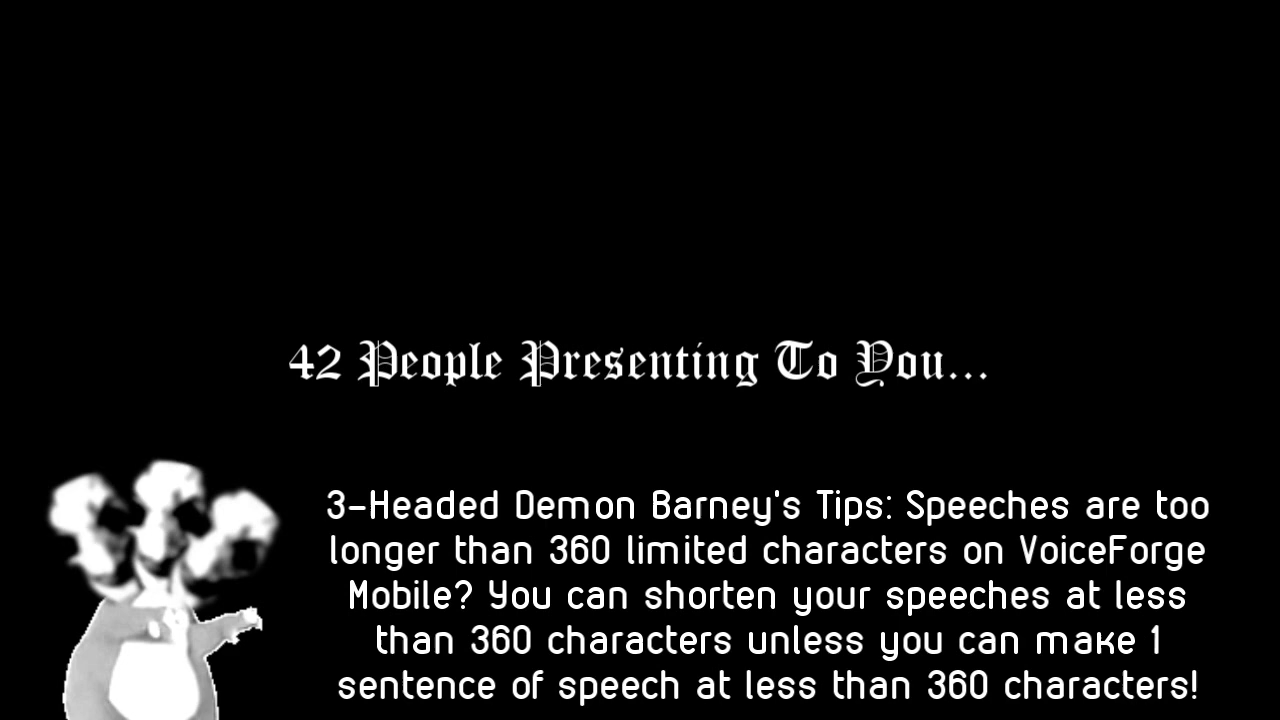 42 People Presenting To You...
3-Headed Demon Barney's Tips: Speeches are too
longer than 360 limited characters on VoiceForge
Mobile? You can shorten your speeches at less
than 360 characters unless you can make 1
sentence of speech at less than 360 characters!